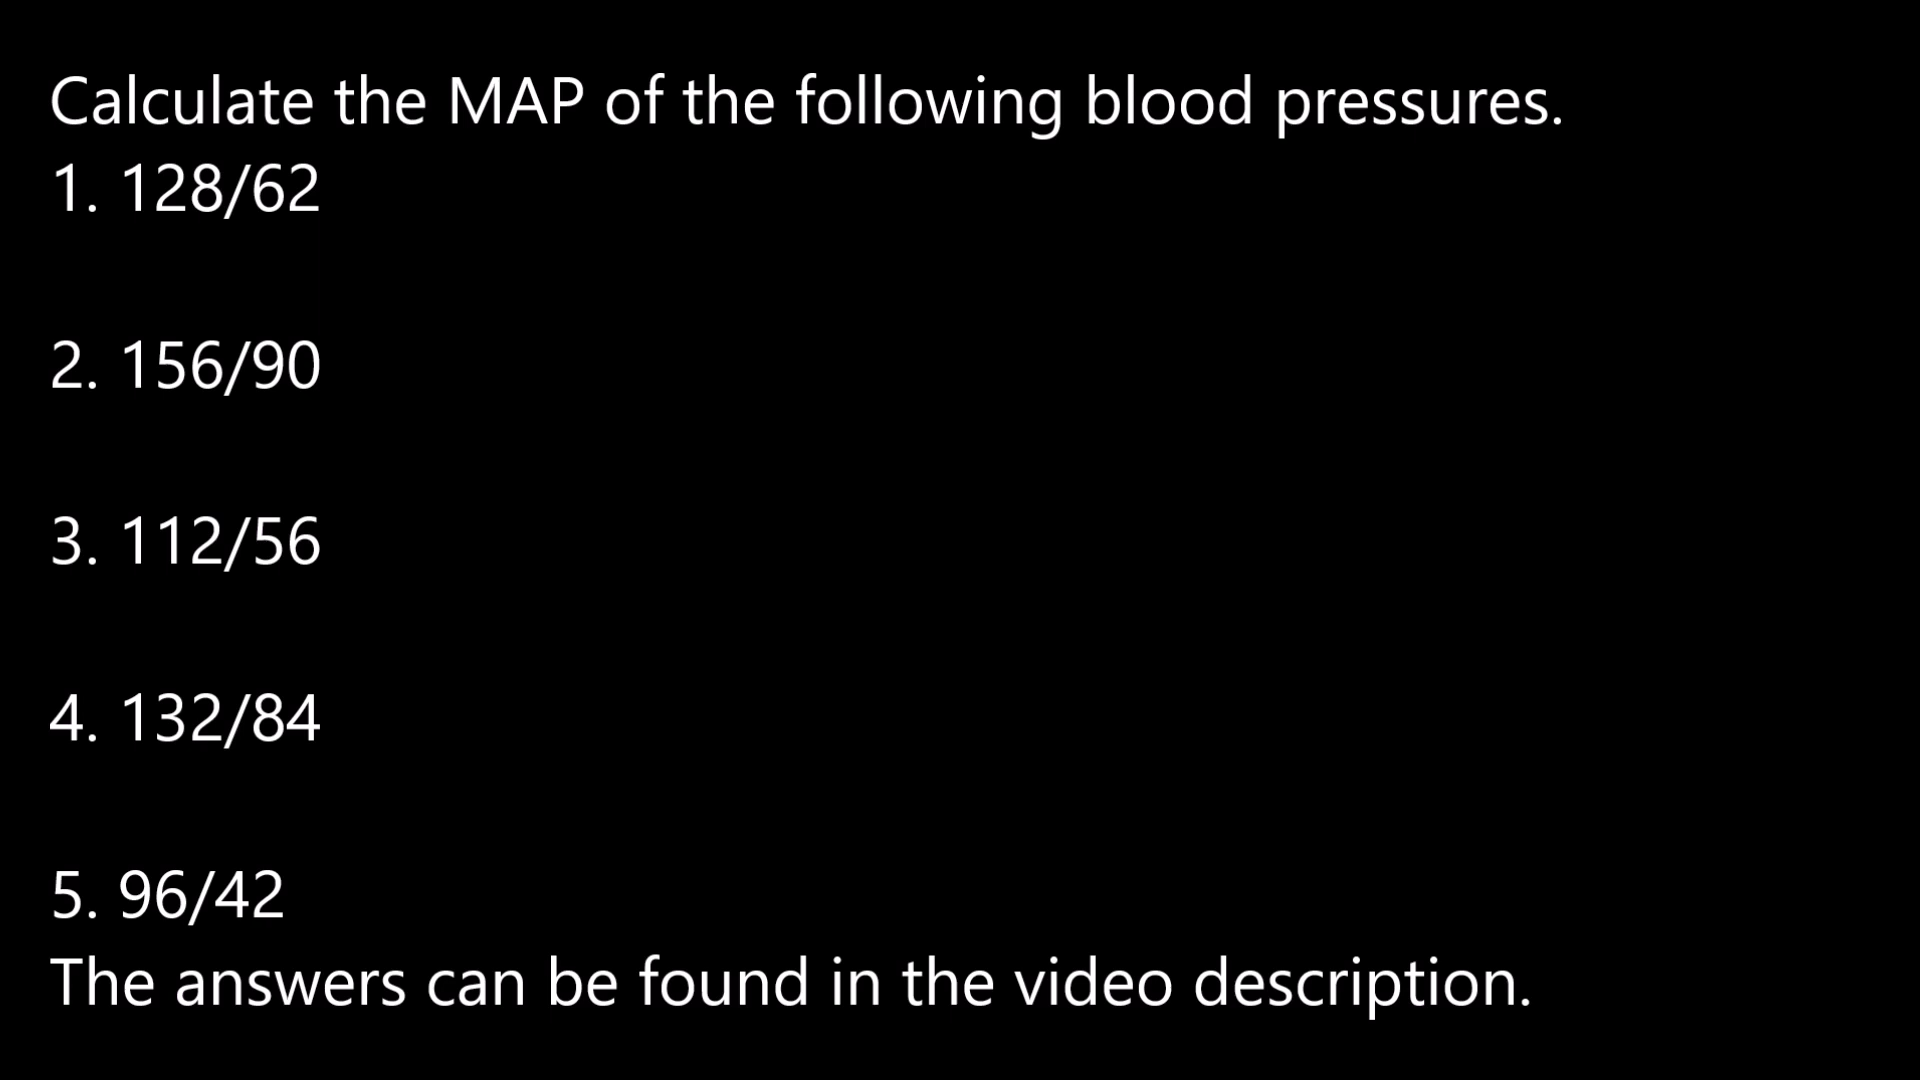 Calculate the MAP of the following blood pressures.
1. 128/62
2. 156/90
3. 112/56
4. 132/84
5. 96/42
The answers can be found in the video description.